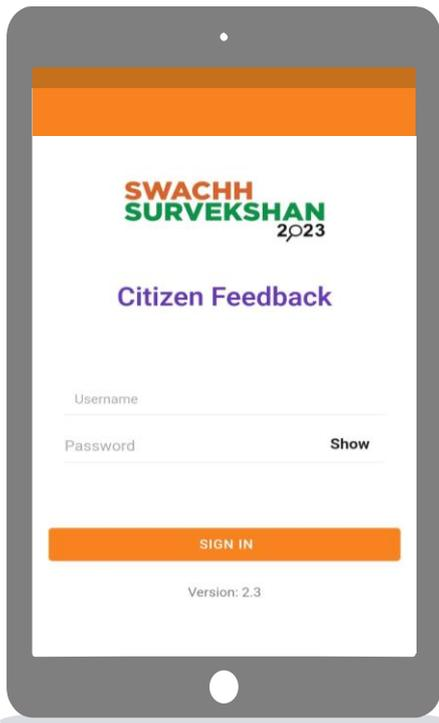 SWACHH
SURVEKSHAN
2023
Citizen Feedback
Username
Password Show
SIGN IN
Version: 2.3